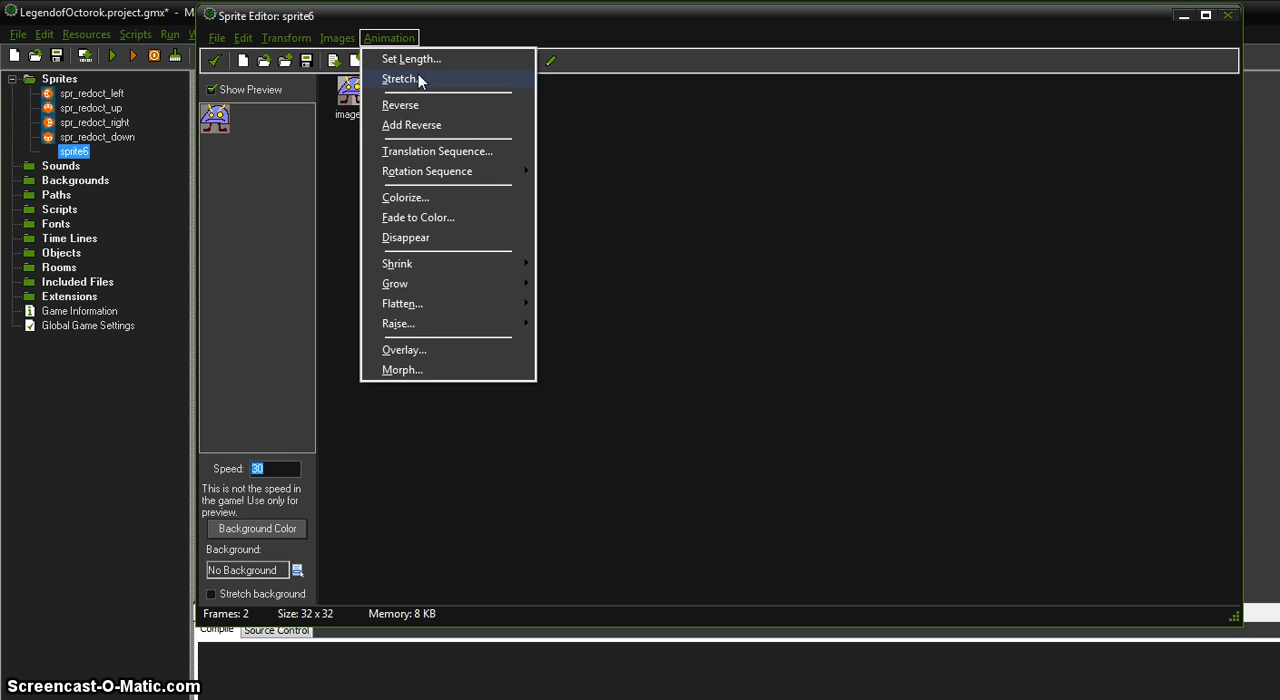 LegendofOctorok.project.gmx* - M
File Edit Resources Scripts Run W
Sprites
spr_redoct_left
spr_redoct_up
spr_redoct_right
spr_redoct_down
sprite6
Sounds
Backgrounds
Paths
Scripts
Fonts
Time Lines
Objects
Rooms
Included Files
Extensions
Game Information
Global Game Settings
Sprite Editor: sprite6
File Edit Transform Images Animation
Show Preview
image
Set Length...
Stretch..
Reverse
Add Reverse
Translation Sequence...
Rotation Sequence
Colorize...
Fade to Color...
Disappear
Shrink
Grow
Flatten...
Raise...
Overlay...
Morph...
Speed: 30
This is not the speed in
the game! Use only for
preview.
Background Color
Background:
No Background
Stretch background
Frames: 2 Size: 32 x 32 Memory: 8 KB
Compile Source Control
Screencast-O-Matic.com